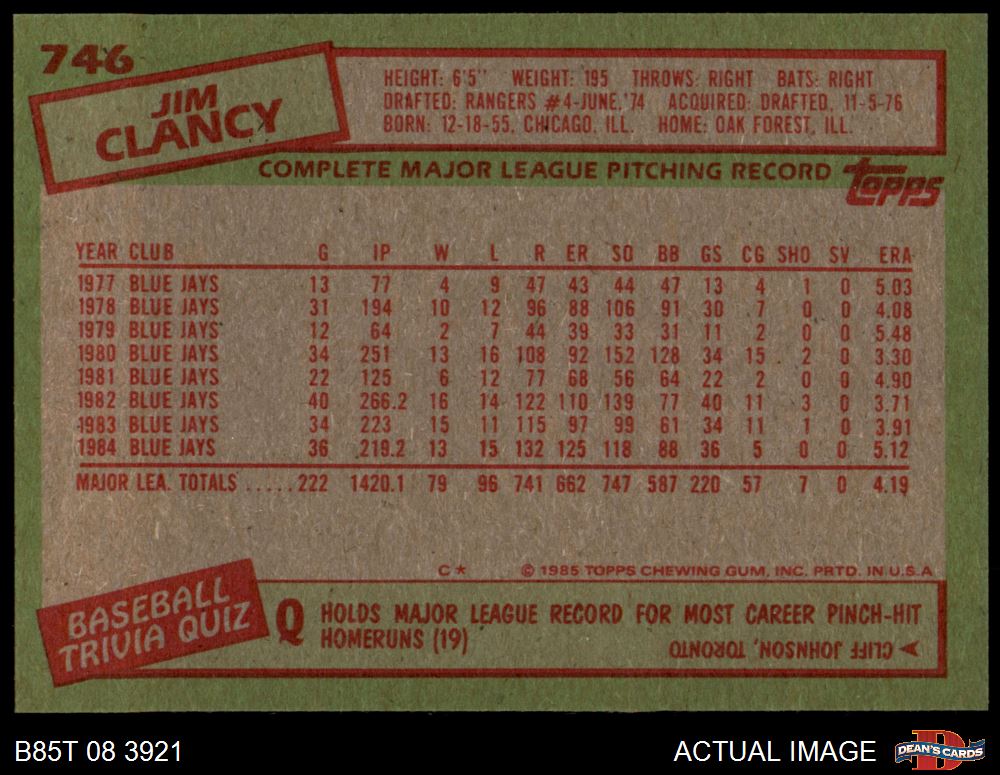 746
JIM
CLANCY
HEIGHT: 6'5" WEIGHT: 195 THROWS: RIGHT BATS: RIGHT
DRAFTED: RANGERS #4-JUNE,'74 ACQUIRED: DRAFTED, 11-5-76
BORN: 12-18-55, CHICAGO, ILL. HOME: OAK FOREST, ILL.
COMPLETE MAJOR LEAGUE PITCHING RECORD topps
YEAR CLUB G IP W L R ER SO BB GS CG SHO SV ERA
1977 BLUE JAYS 13 77 4 9 47 43 44 47 13 4 1 0 5.03
1978 BLUE JAYS 31 194 10 12 96 88 106 91 30 7 0 0 4.08
1979 BLUE JAYS 12 64 2 7 44 39 33 31 11 2 0 0 5.48
1980 BLUE JAYS 34 251 13 16 108 92 152 128 34 15 2 0 3.30
1981 BLUE JAYS 22 125 6 12 77 68 56 64 22 2 0 0 4.90
1982 BLUE JAYS 40 266.2 16 14 122 110 139 77 40 11 3 0 3.71
1983 BLUE JAYS 34 223 15 11 115 97 99 61 34 11 1 0 3.91
1984 BLUE JAYS 36 219.2 13 15 132 125 118 88 36 5 0 0 5.12
MAJOR LEA. TOTALS ..... 222 1420.1 79 96 741 662 747 587 220 57 7 0 4.19
C* © 1985 TOPPS CHEWING GUM, INC. PRTD. IN U.S.A
BASEBALL
TRIVIA QUIZ
Q HOLDS MAJOR LEAGUE RECORD FOR MOST CAREER PINCH-HIT
HOMERUNS (19)
CLIFF JOHNSON, TORONTO
B85T 08 3921
ACTUAL IMAGE
D
DEAN'S CARDS